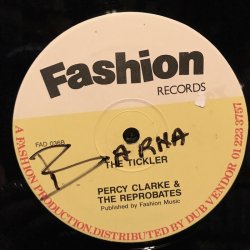 Fashion
RECORDS
FAD 036B
BARNA
THE TICKLER
PERCY CLARKE &
THE REPROBATES
Published by Fashion Music
A FASHION PRODUCTION, DISTRIBUTED BY DUB VENDOR 01 223 3757